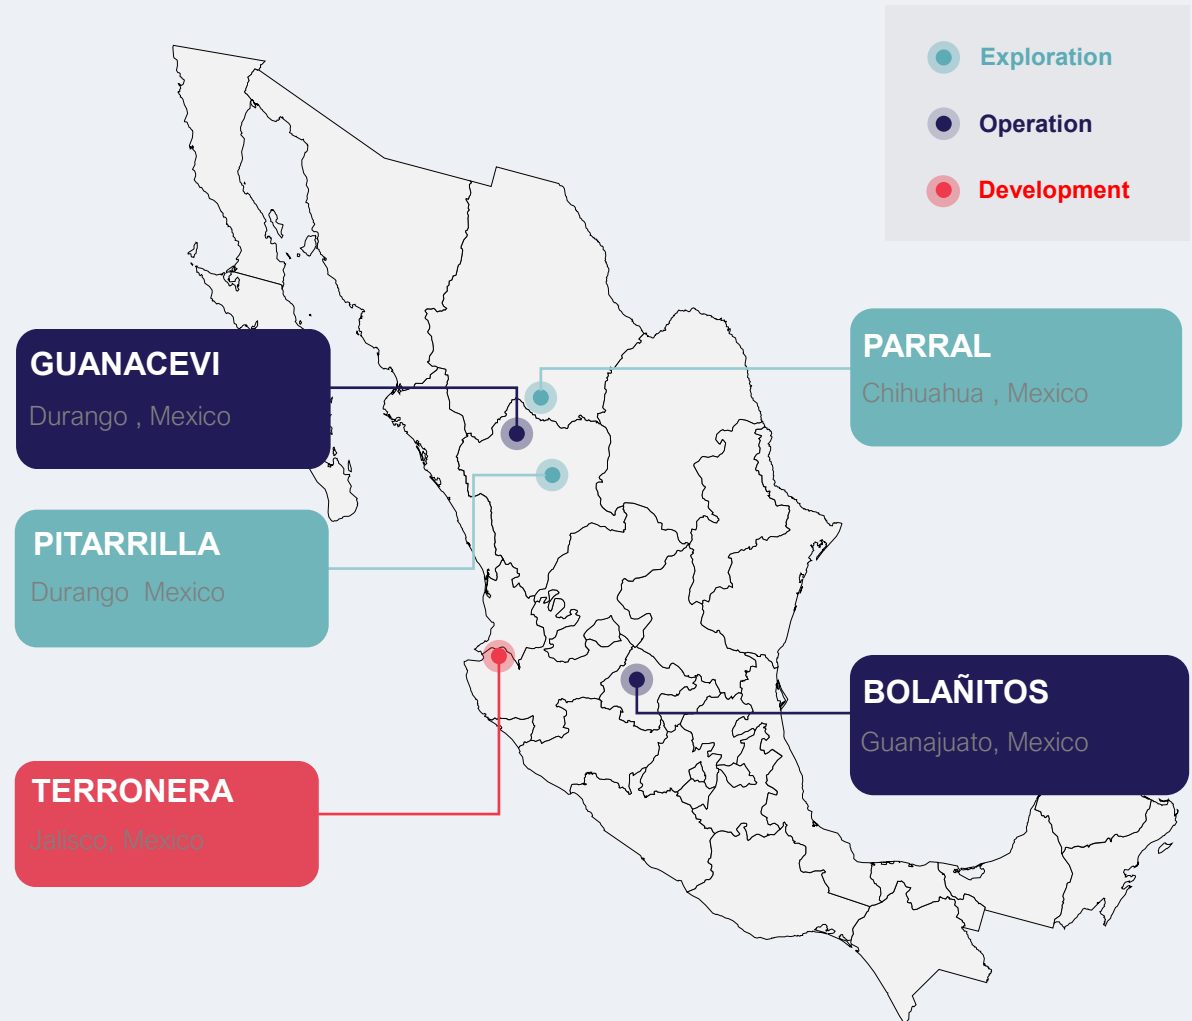 Exploration
Operation
Development
GUANACEVI
Durango , Mexico
PARRAL
Chihuahua , Mexico
PITARRILLA
Durango Mexico
BOLAÑITOS
Guanajuato, Mexico
TERRONERA
Jalisco, Mexico